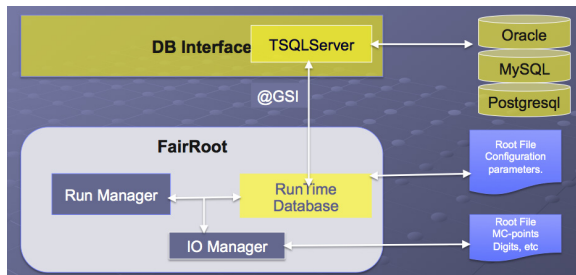 DB Interface
TSQLServer
Oracle
MySQL
Postgresql
@GSI
FairRoot
Run Manager
RunTime
Database
IO Manager
Root File
Configuration
parameters.
Root File
MC-points
Digits, etc